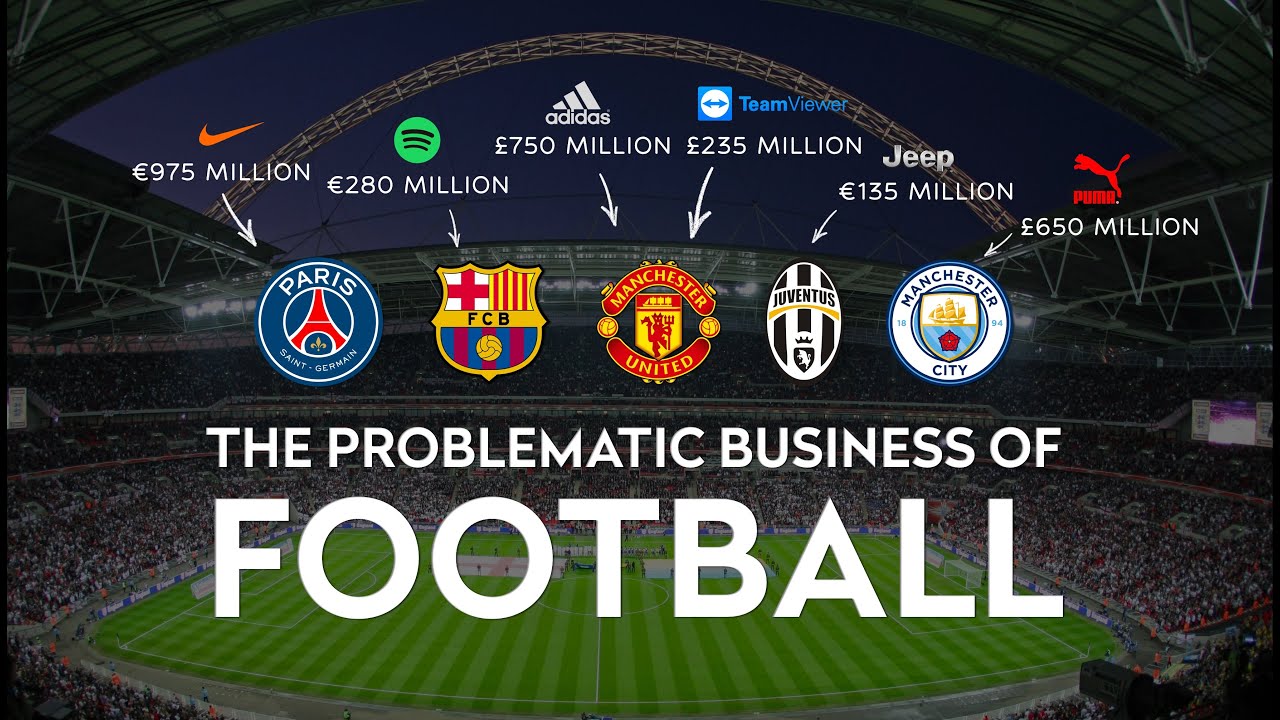 adidas
TeamViewer
£750 MILLION
£235 MILLION
€975 MILLION
€280 MILLION
Jeep
€135 MILLION
PUMA
£650 MILLION
PARIS
SAINT-GERMAIN
FCB
MANCHESTER
UNITED
JUVENTUS
MANCHESTER
18 94
CITY
THE PROBLEMATIC BUSINESS OF
FOOTBALL